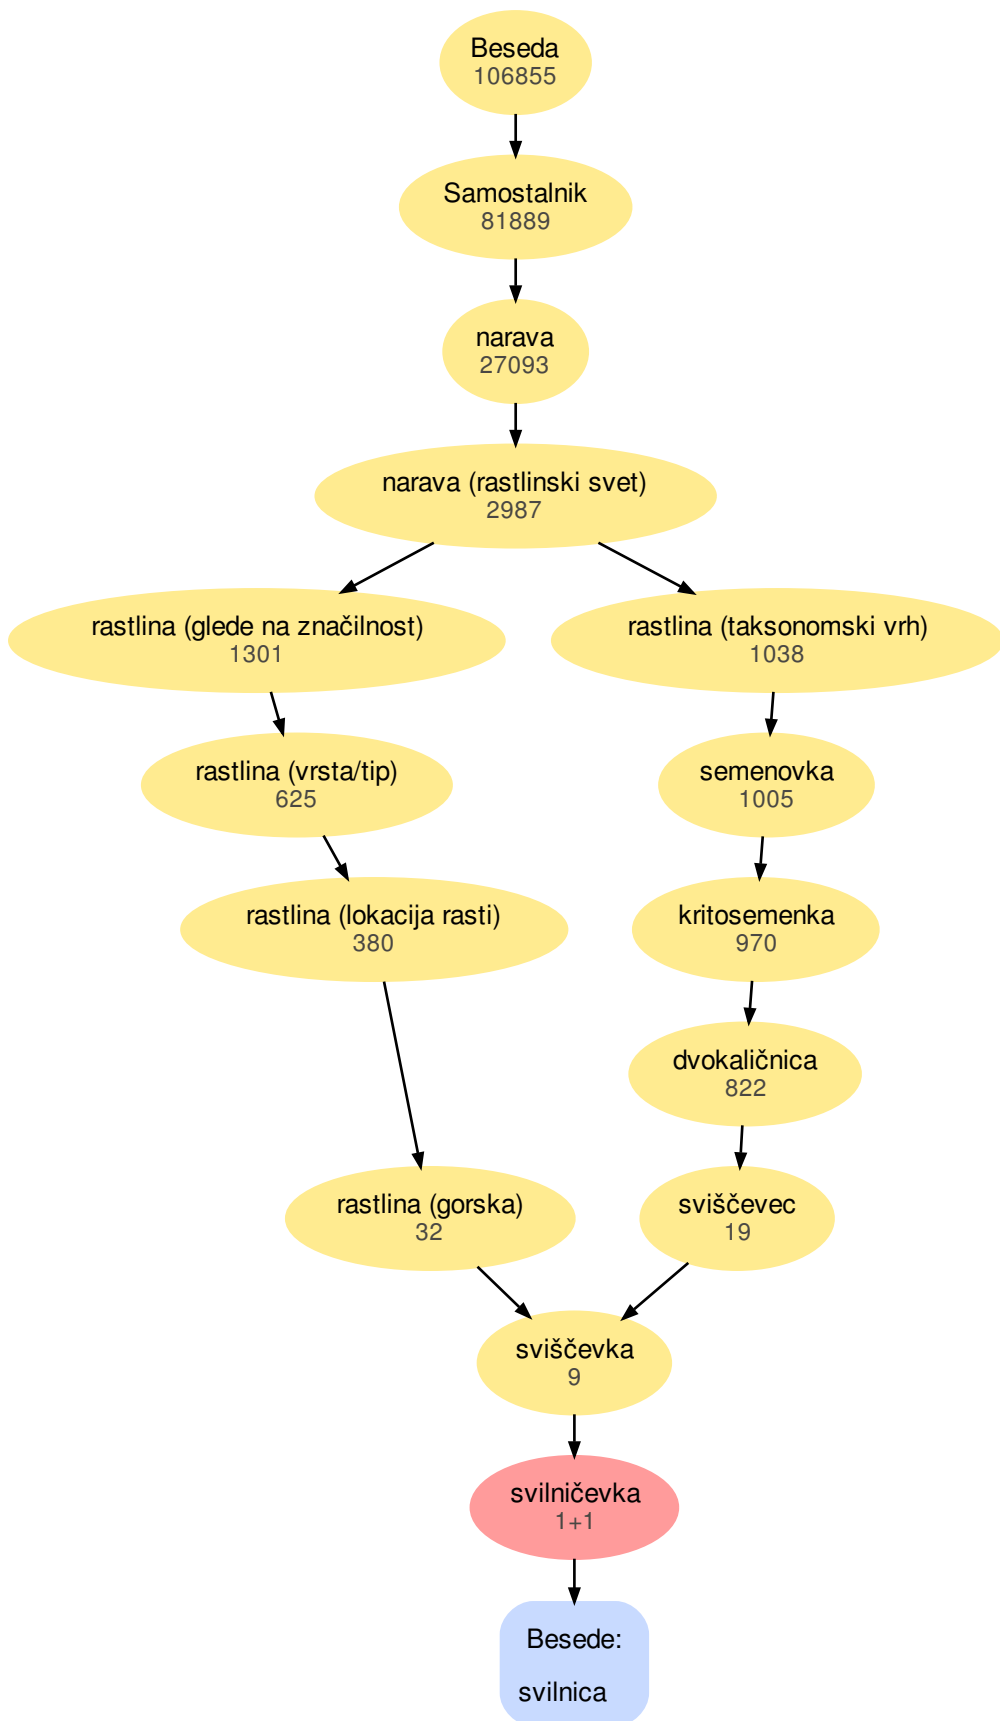 Beseda
106855
Samostalnik
81889
narava
27093
narava (rastlinski svet)
2987
rastlina (glede na značilnost)
1301
rastlina (taksonomski vrh)
1038
rastlina (vrsta/tip)
625
semenovka
1005
rastlina (lokacija rasti)
380
kritosemenka
970
dvokaličnica
822
rastlina (gorska)
32
sviščevec
19
sviščevka
9
svilničevka
1+1
Besede:
svilnica